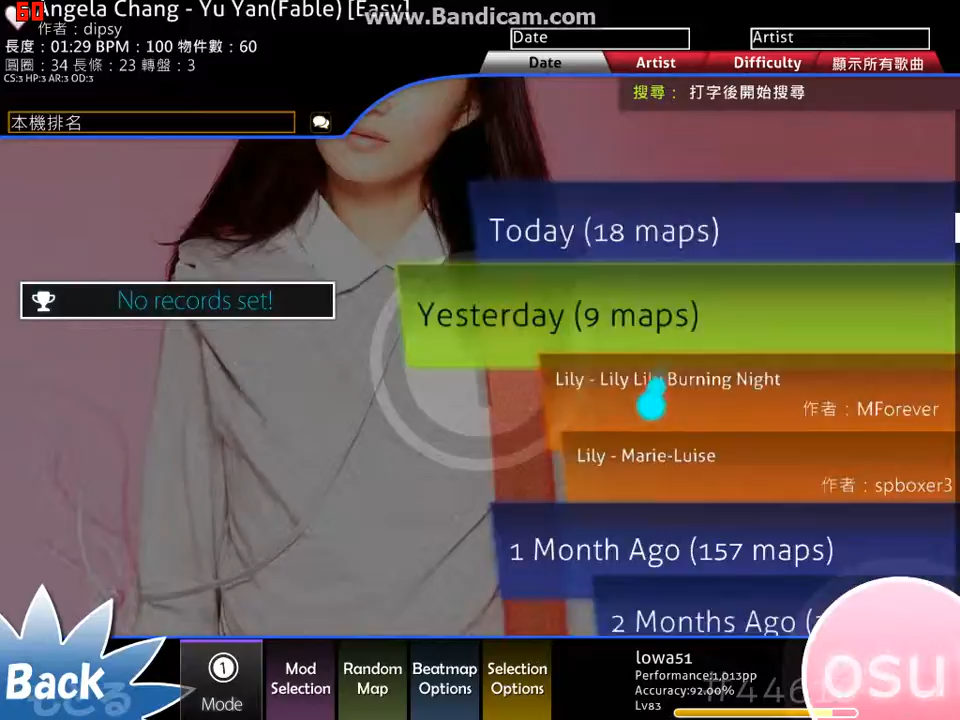 Angela Chang - Yu Yan(Fable) [Easy]
60
www.Bandicam.com
作者：dipsy
長度：01:29 BPM：100 物件數：60
圓圈：34 長條：23 轉盤：3
CS:3 HP:3 AR:3 OD:3
Date
Artist
Date
Artist
Difficulty
顯示所有歌曲
搜尋： 打字後開始搜尋
本機排名
Today (18 maps)
No records set!
Yesterday (9 maps)
Lily - Lily Lily Burning Night
作者：MForever
Lily - Marie-Luise
作者：spboxer3
1 Month Ago (157 maps)
2 Months Ago (
Back
もどる
1
Mode
Mod
Selection
Random
Map
Beatmap
Options
Selection
Options
lowa51
Performance:1,013pp
Accuracy:92.00%
Lv83
osu